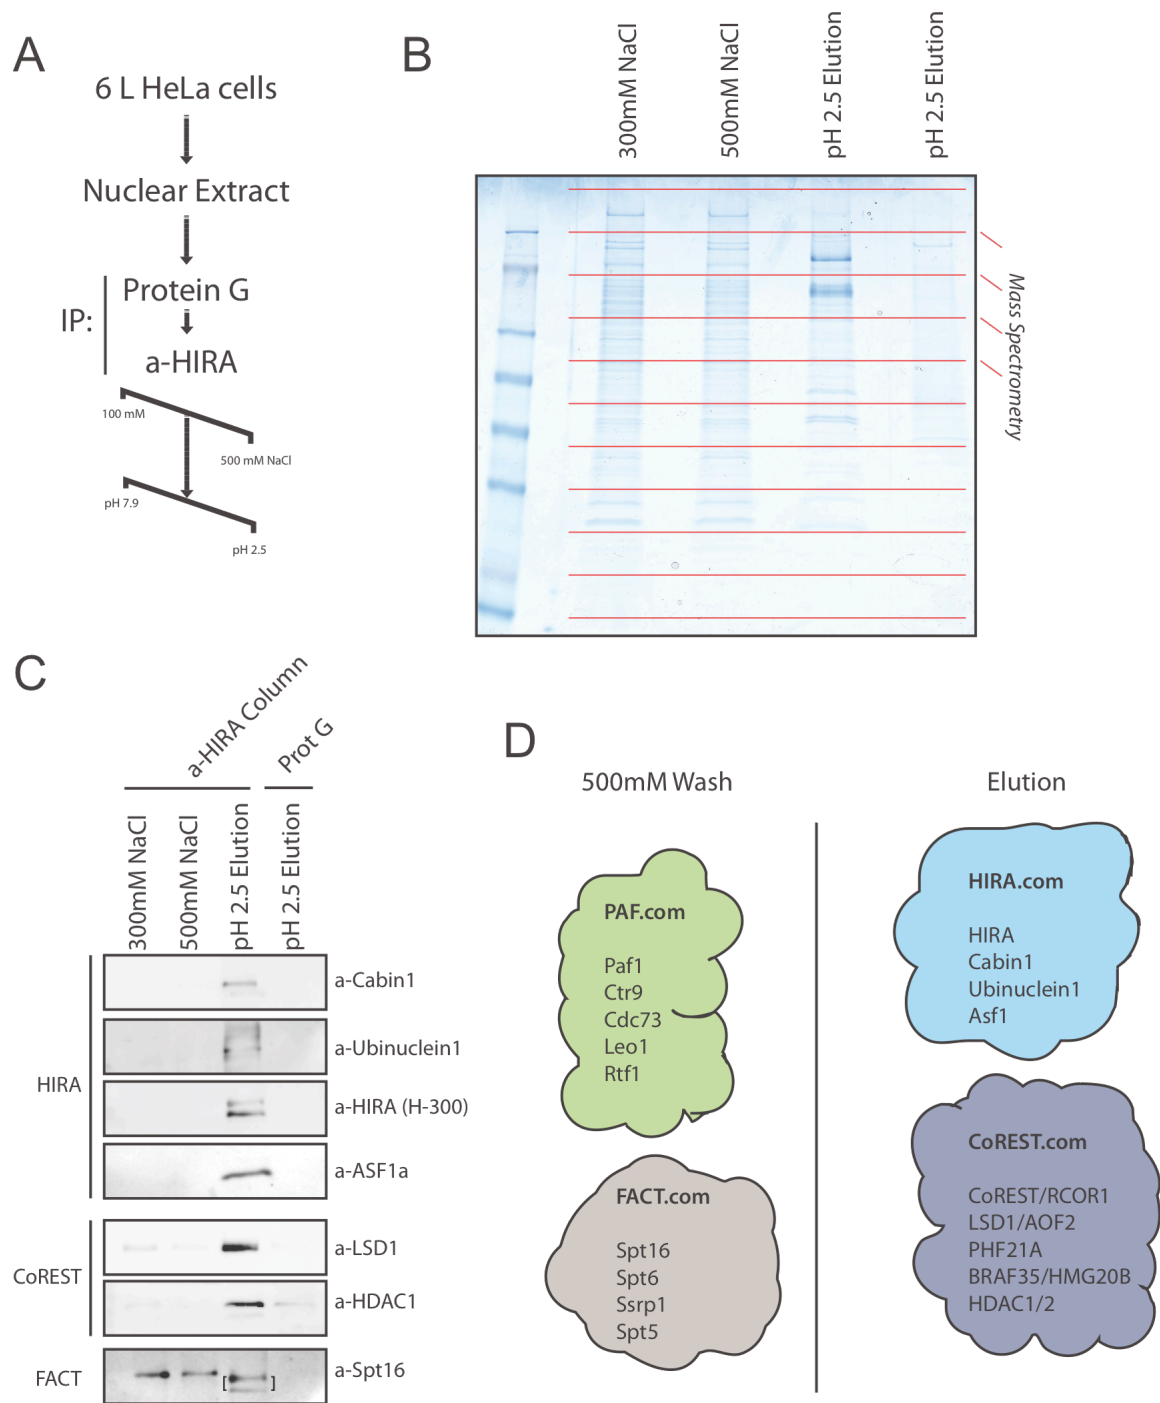 A
6 L HeLa cells
Nuclear Extract
IP:
Protein G
a-HIRA
100 mM
500 mM NaCl
pH 7.9
pH 2.5
B
300mM NaCl
500mM NaCl
pH 2.5 Elution
pH 2.5 Elution
Mass Spectrometry
C
a-HIRA Column
Prot G
300mM NaCl
500mM NaCl
pH 2.5 Elution
pH 2.5 Elution
HIRA
a-Cabin1
a-Ubinuclein1
a-HIRA (H-300)
a-ASF1a
CoREST
a-LSD1
a-HDAC1
FACT
[ ]
a-Spt16
D
500mM Wash
PAF.com
Paf1
Ctr9
Cdc73
Leo1
Rtf1
FACT.com
Spt16
Spt6
Ssrp1
Spt5
Elution
HIRA.com
HIRA
Cabin1
Ubinuclein1
Asf1
CoREST.com
CoREST/RCOR1
LSD1/AOF2
PHF21A
BRAF35/HMG20B
HDAC1/2